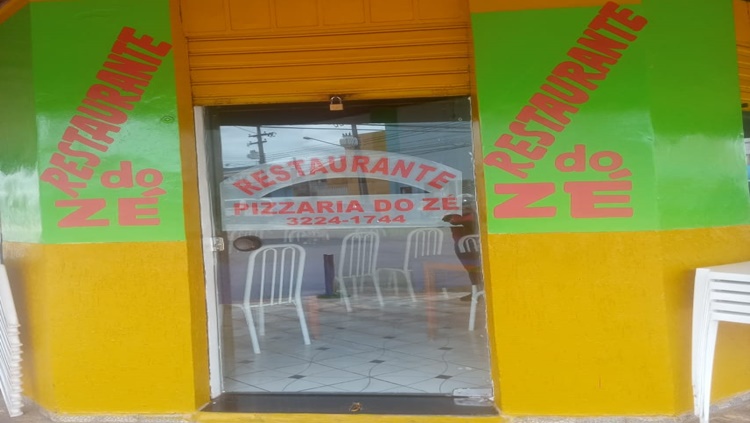 RESTAURANTE
do
ZÉ
RESTAURANTE
PIZZARIA DO ZÉ
3224-1744
RESTAURANTE
do
ZÉ